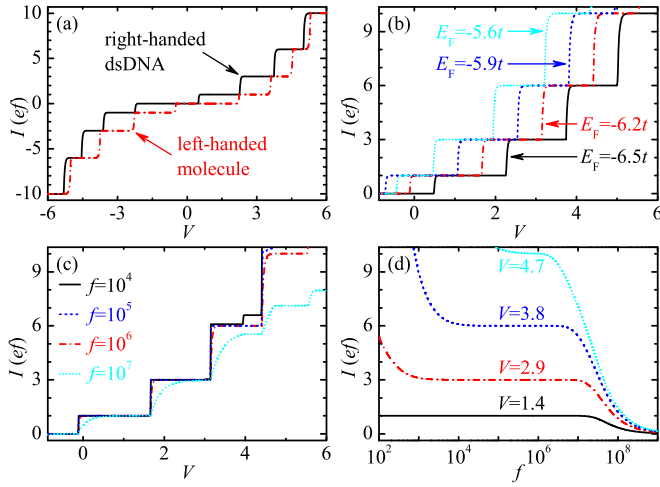 (a)
right-handed
dsDNA
left-handed
molecule
I (ef)
10
5
0
-5
-10
-6 -3 0 3 6
V
(b)
E_F=-5.6t
E_F=-5.9t
E_F=-6.2t
E_F=-6.5t
I (ef)
9
6
3
0
0 2 4 6
V
(c)
f=10^4
f=10^5
f=10^6
f=10^7
I (ef)
9
6
3
0
0 2 4 6
V
(d)
V=4.7
V=3.8
V=2.9
V=1.4
I (ef)
9
6
3
0
10^2 10^4 10^6 10^8
f